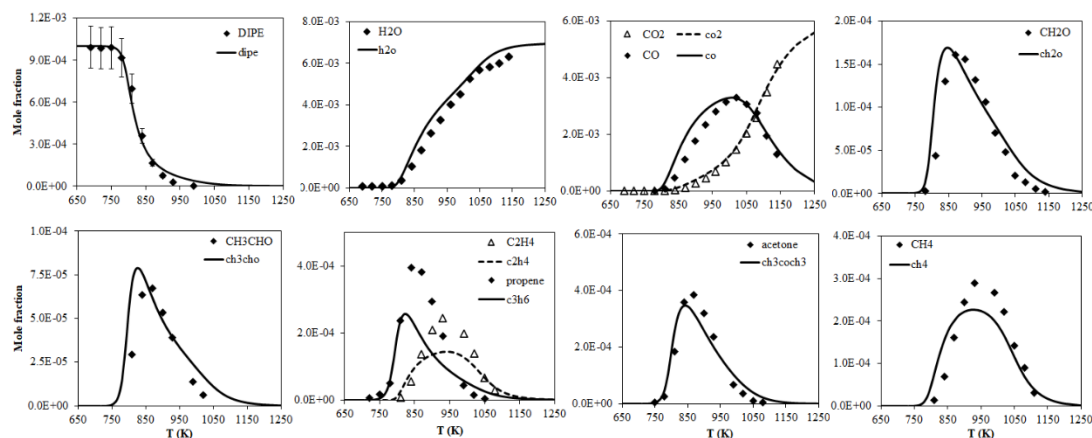 Mole fraction
1.2E-03
9.0E-04
6.0E-04
3.0E-04
0.0E+00
DIPE
dipe
650 750 850 950 1050 1150 1250
8.0E-03
6.0E-03
4.0E-03
2.0E-03
0.0E+00
H2O
h2o
650 750 850 950 1050 1150 1250
6.0E-03
4.0E-03
2.0E-03
0.0E+00
CO2 co2
CO co
650 750 850 950 1050 1150 1250
2.0E-04
1.5E-04
1.0E-04
5.0E-05
0.0E+00
CH2O
ch2o
650 750 850 950 1050 1150 1250
Mole fraction
1.0E-04
7.5E-05
5.0E-05
2.5E-05
0.0E+00
CH3CHO
ch3cho
650 750 850 950 1050 1150 1250
T (K)
6.0E-04
4.0E-04
2.0E-04
0.0E+00
C2H4
c2h4
propene
c3h6
650 750 850 950 1050 1150 1250
T (K)
6.0E-04
4.0E-04
2.0E-04
0.0E+00
acetone
ch3coch3
650 750 850 950 1050 1150 1250
T (K)
4.0E-04
3.0E-04
2.0E-04
1.0E-04
0.0E+00
CH4
ch4
650 750 850 950 1050 1150 1250
T (K)